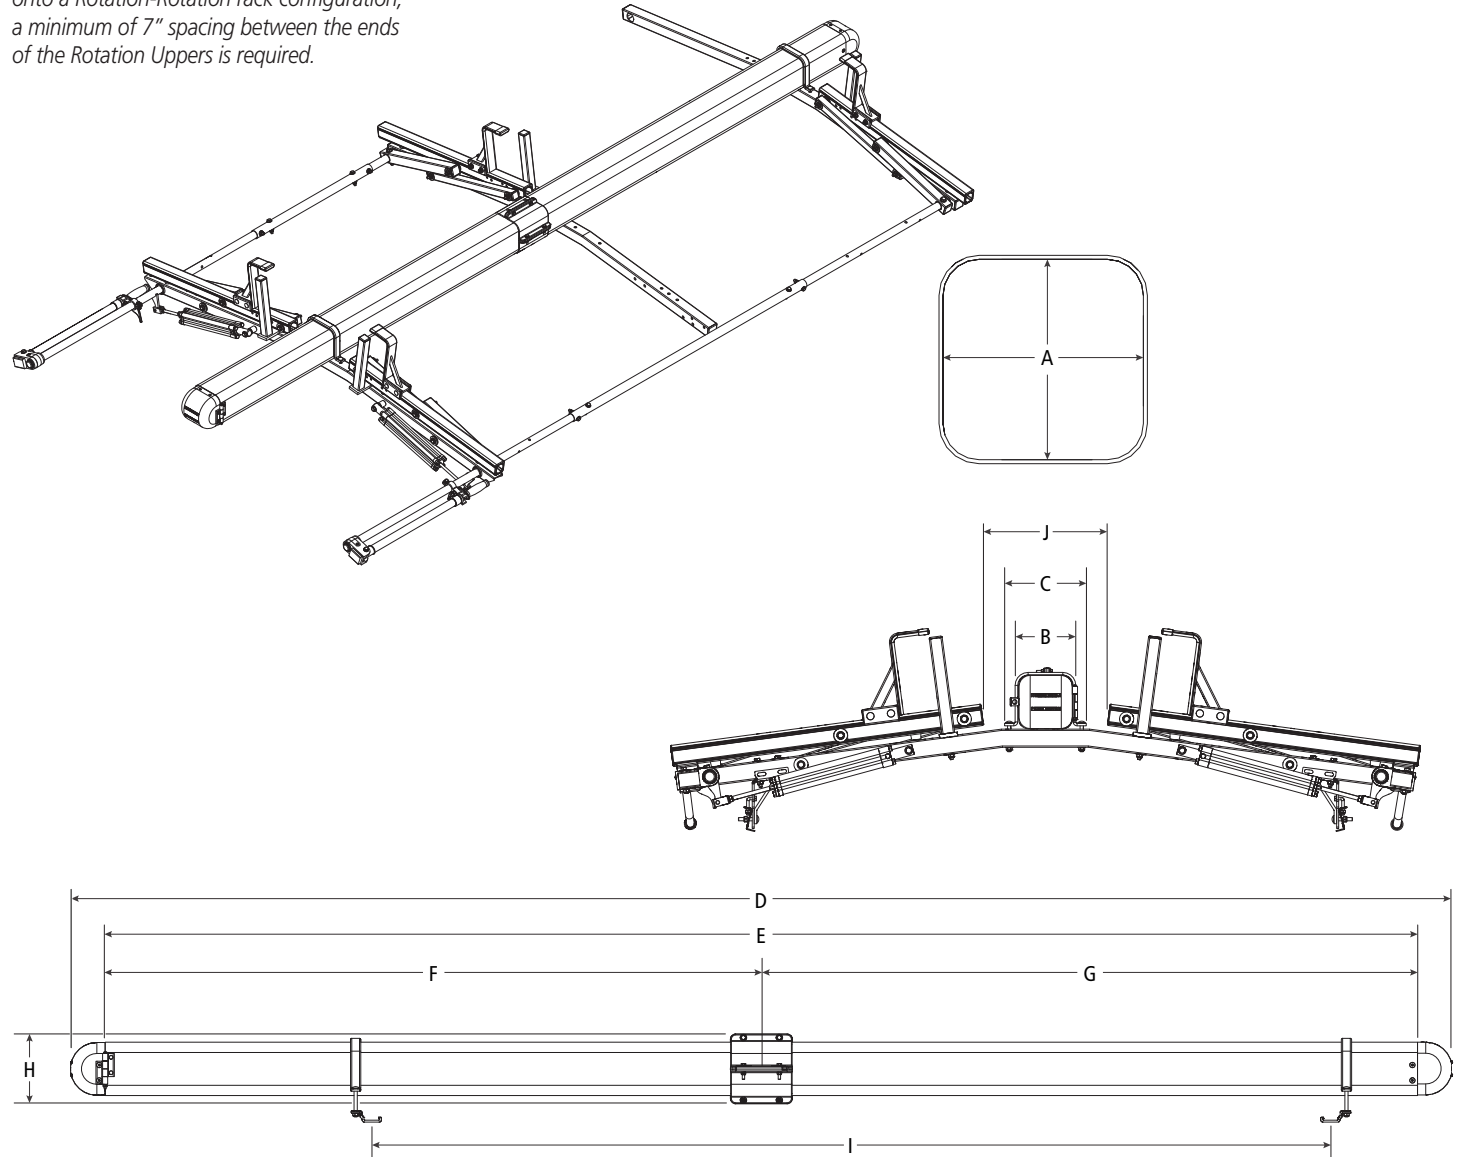 onto a Rotation-Rotation rack configuration,
a minimum of 7” spacing between the ends
of the Rotation Uppers is required.
A
J
C
B
D
E
F
G
H
I